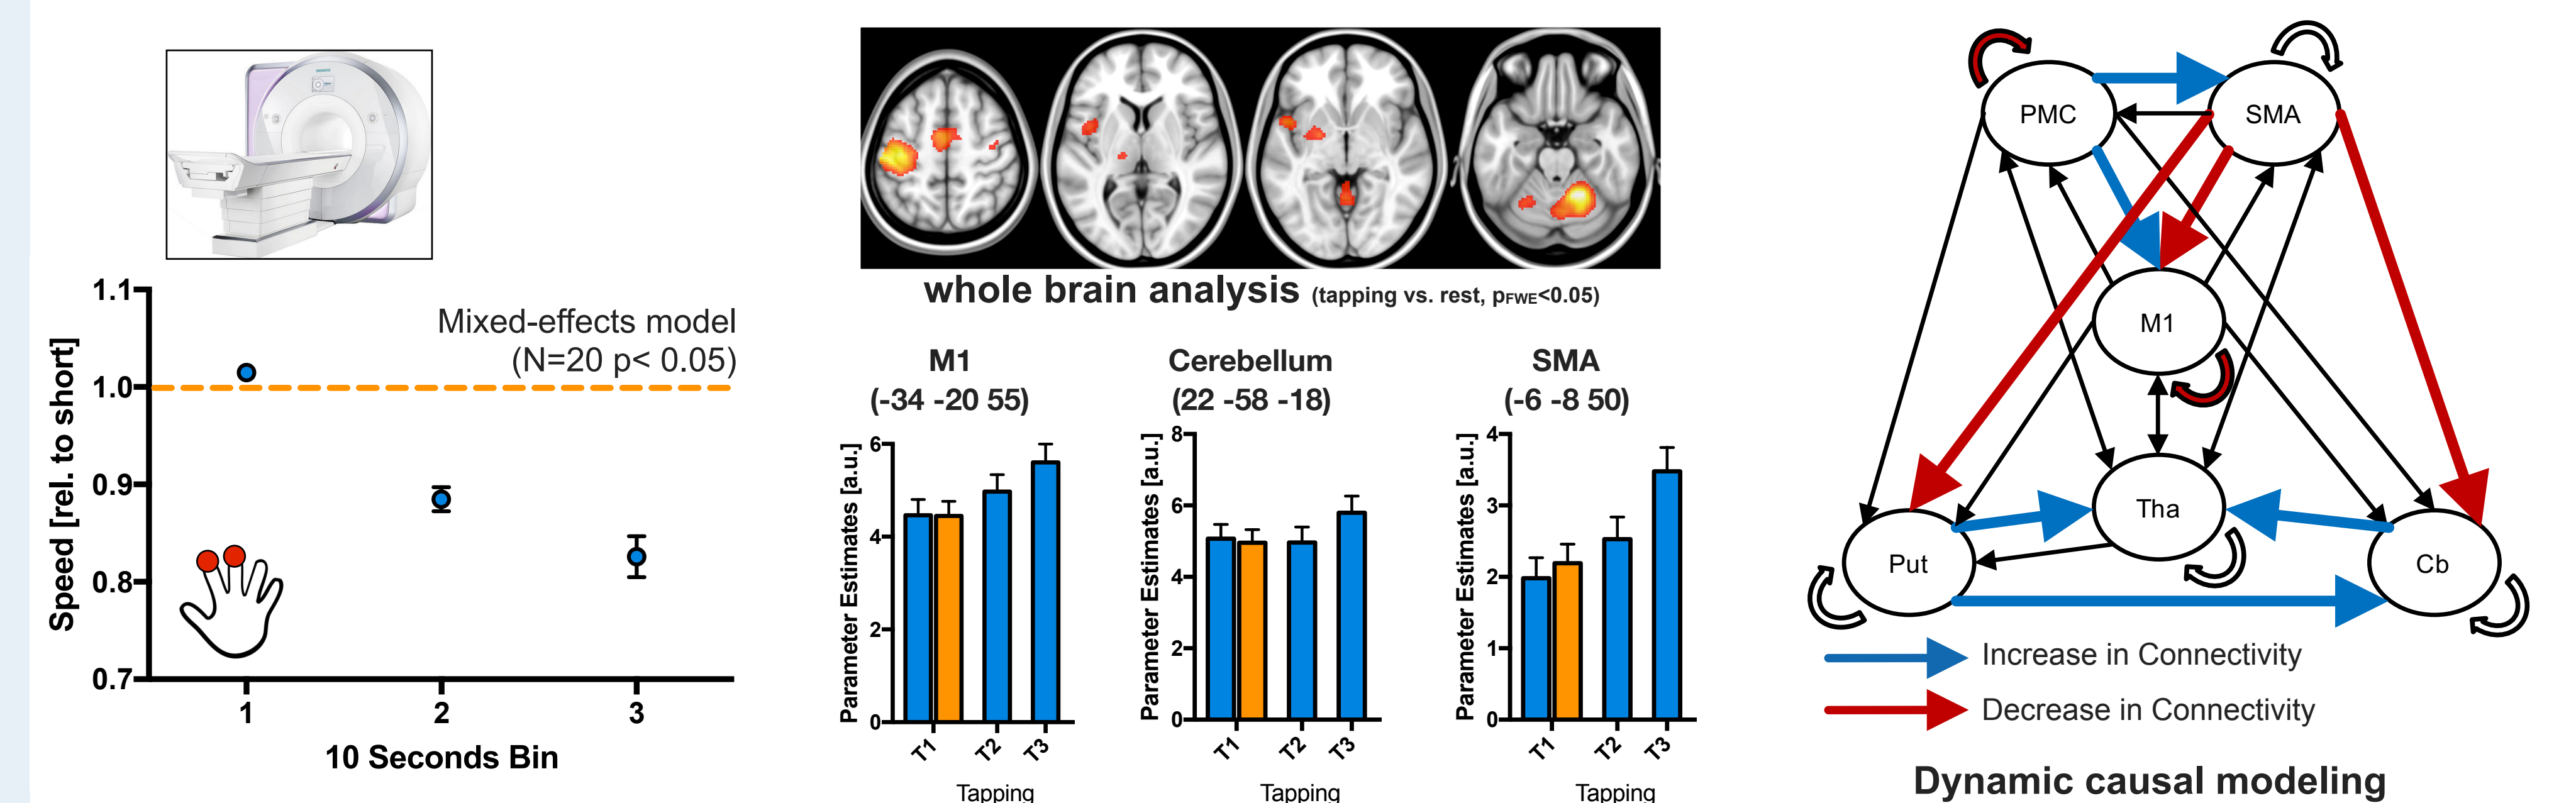 1.1
1.0
0.9
0.8
0.7
Speed [rel. to short]
Mixed-effects model
(N=20 p< 0.05)
1
2
3
10 Seconds Bin
whole brain analysis (tapping vs. rest, pFWE<0.05)
M1
(-34 -20 55)
Parameter Estimates [a.u.]
6
4
2
0
T1
T2
T3
Tapping
Cerebellum
(22 -58 -18)
Parameter Estimates [a.u.]
8
6
4
2
0
T1
T2
T3
Tapping
SMA
(-6 -8 50)
Parameter Estimates [a.u.]
4
3
2
1
0
T1
T2
T3
Tapping
PMC
SMA
M1
Tha
Put
Cb
Increase in Connectivity
Decrease in Connectivity
Dynamic causal modeling